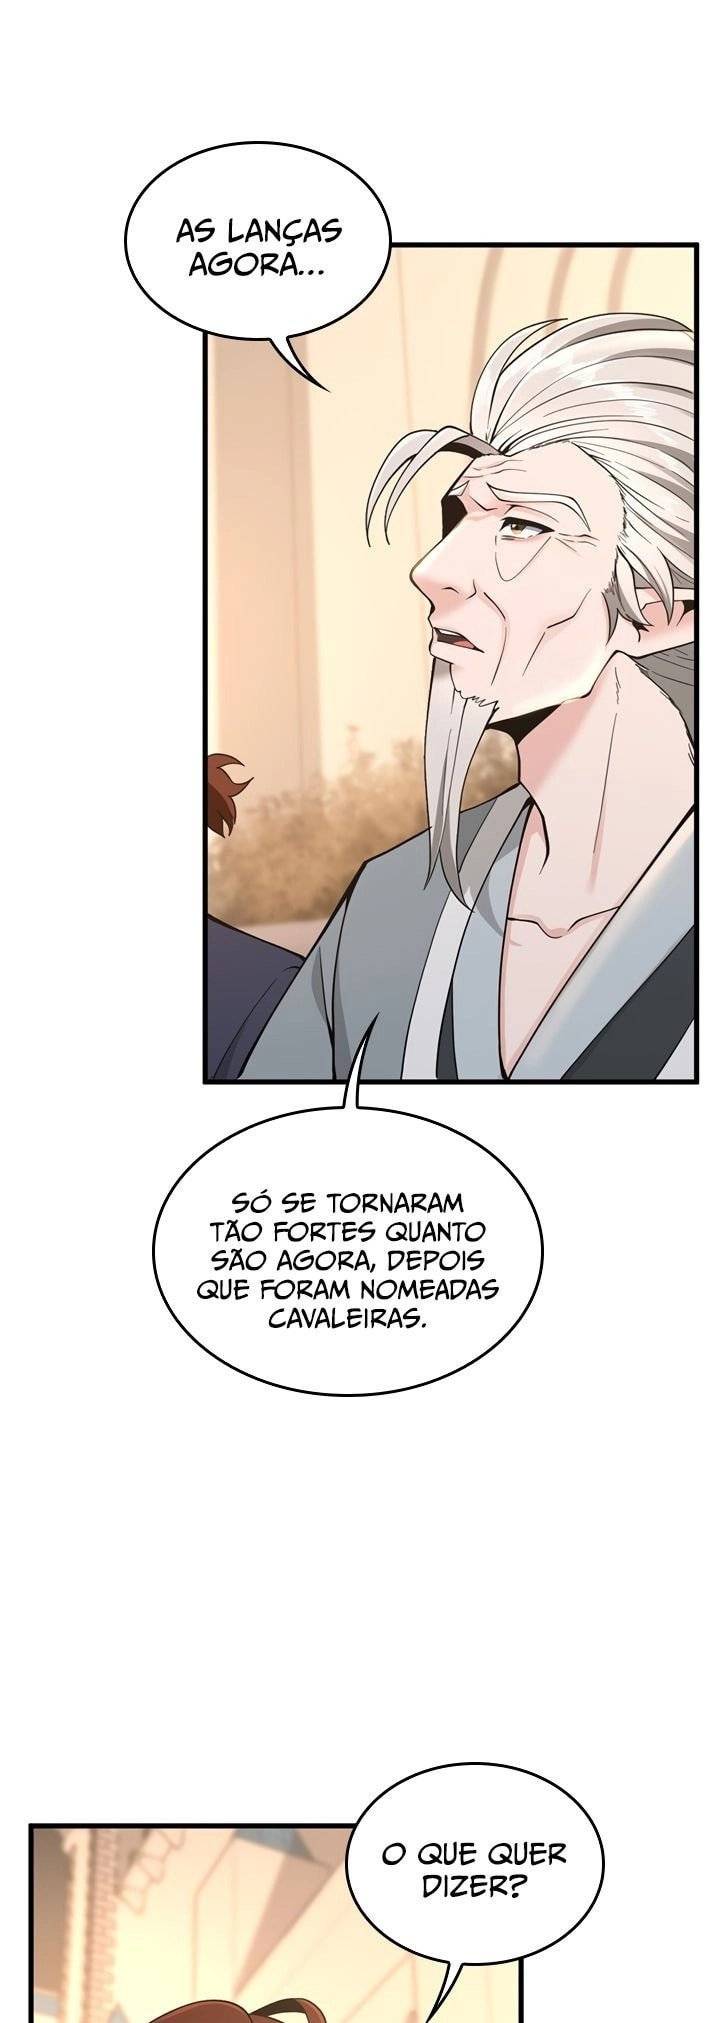 AS LANÇAS
AGORA...
SÓ SE TORNARAM
TÃO FORTES QUANTO
SÃO AGORA, DEPOIS
QUE FORAM NOMEADAS
CAVALEIRAS.
O QUE QUER
DIZER?